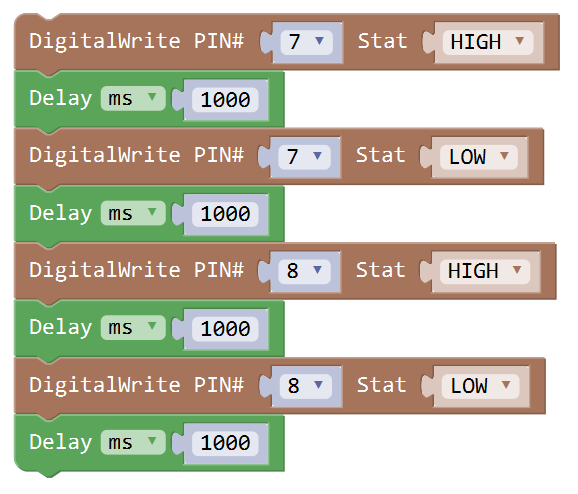 DigitalWrite PIN# 7 Stat HIGH
Delay ms 1000
DigitalWrite PIN# 7 Stat LOW
Delay ms 1000
DigitalWrite PIN# 8 Stat HIGH
Delay ms 1000
DigitalWrite PIN# 8 Stat LOW
Delay ms 1000